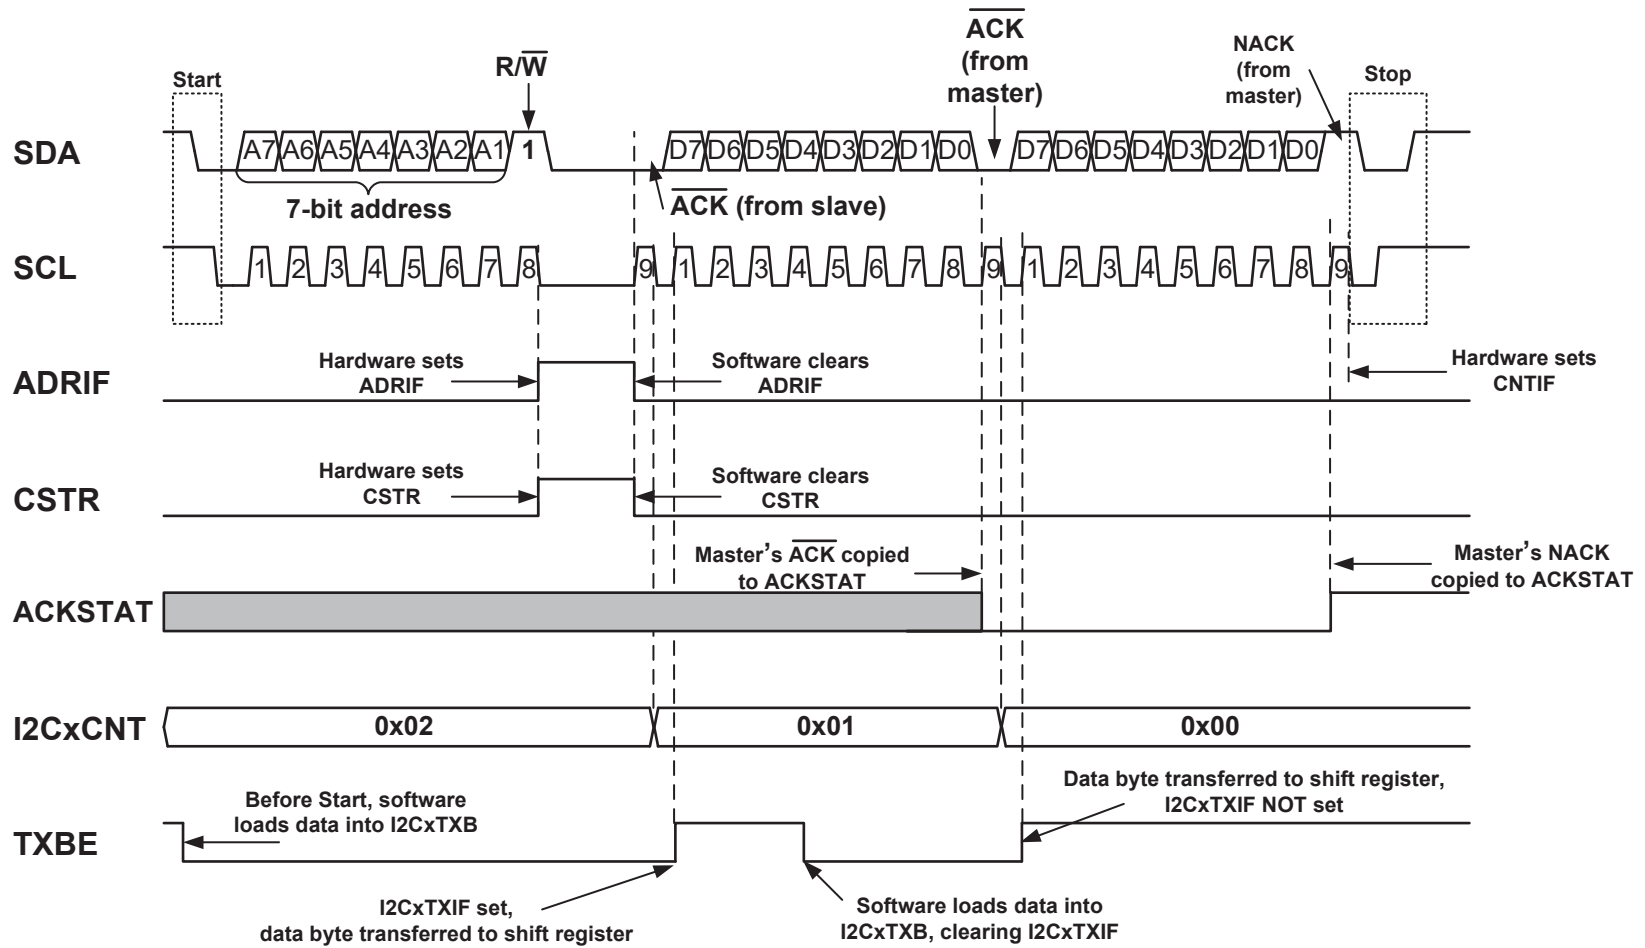 ACK
(from
master)
NACK
(from
master)
Start
R/W
Stop
SDA
A7 A6 A5 A4 A3 A2 A1 1 D7 D6 D5 D4 D3 D2 D1 D0 D7 D6 D5 D4 D3 D2 D1 D0
7-bit address
ACK (from slave)
SCL
1 2 3 4 5 6 7 8 9 1 2 3 4 5 6 7 8 9 1 2 3 4 5 6 7 8 9
ADRIF
Hardware sets
ADRIF
Software clears
ADRIF
Hardware sets
CNTIF
CSTR
Hardware sets
CSTR
Software clears
CSTR
Master's ACK copied
to ACKSTAT
Master's NACK
copied to ACKSTAT
ACKSTAT
I2CxCNT
0x02 0x01 0x00
TXBE
Before Start, software
loads data into I2CxTXB
Data byte transferred to shift register,
I2CxTXIF NOT set
I2CxTXIF set,
data byte transferred to shift register
Software loads data into
I2CxTXB, clearing I2CxTXIF